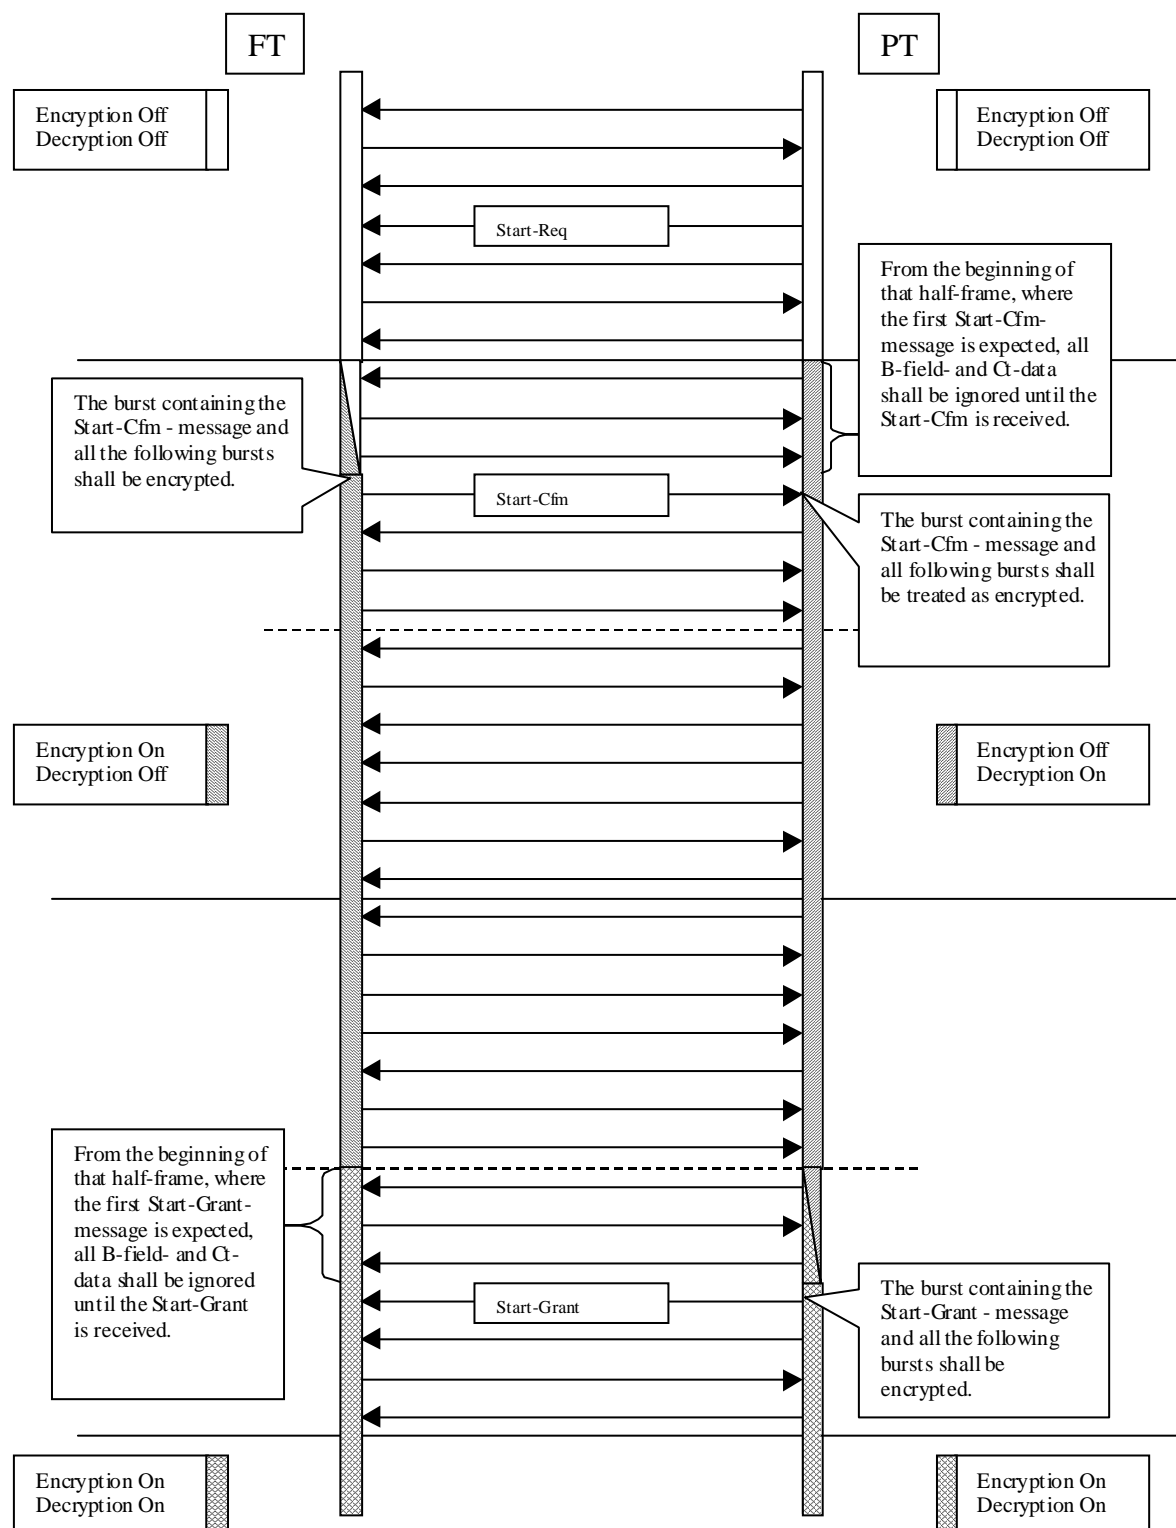 FT
PT
Encryption Off
Decryption Off
Encryption Off
Decryption Off
Start-Req
From the beginning of
that half-frame, where
the first Start-Cfm-
message is expected, all
B-field- and Ct-data
shall be ignored until the
Start-Cfm is received.
The burst containing the
Start-Cfm - message and
all the following bursts
shall be encrypted.
Start-Cfm
The burst containing the
Start-Cfm - message and
all following bursts shall
be treated as encrypted.
Encryption On
Decryption Off
Encryption Off
Decryption On
From the beginning of
that half-frame, where
the first Start-Grant-
message is expected,
all B-field- and Ct-
data shall be ignored
until the Start-Grant
is received.
Start-Grant
The burst containing the
Start-Grant - message
and all the following
bursts shall be
encrypted.
Encryption On
Decryption On
Encryption On
Decryption On